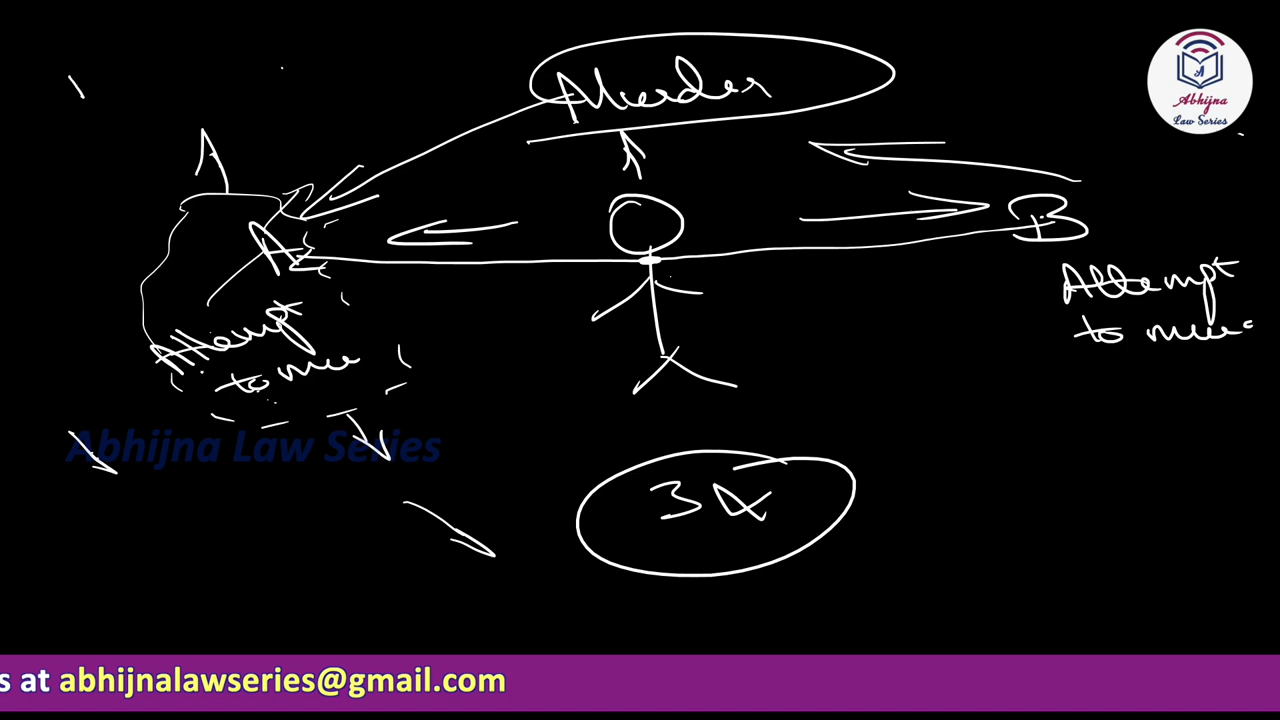 Murder
A
Abhijna
Law Series
A
B
Attempt
to mur
Attempt
to mur
Abhijna Law Series
34
s at abhijnalawseries@gmail.com